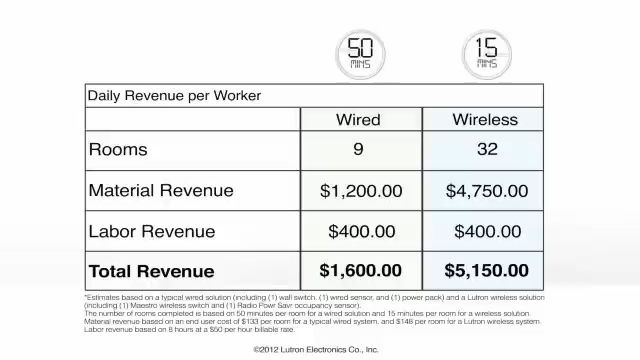 50 MINS 15 MINS
Daily Revenue per Worker
Wired Wireless
Rooms 9 32
Material Revenue $1,200.00 $4,750.00
Labor Revenue $400.00 $400.00
Total Revenue $1,600.00 $5,150.00
*Estimates based on a typical wired solution (including (1) wall switch, (1) wired sensor, and (1) power pack) and a Lutron wireless solution
(including (1) Maestro wireless switch and (1) Radio Powr Savr occupancy sensor).
The number of rooms completed is based on 50 minutes per room for a wired solution and 15 minutes per room for a wireless solution.
Material revenue based on an end user cost of $133 per room for a typical wired system, and $148 per room for a Lutron wireless system.
Labor revenue based on 8 hours at a $50 per hour billable rate.
©2012 Lutron Electronics Co., Inc.